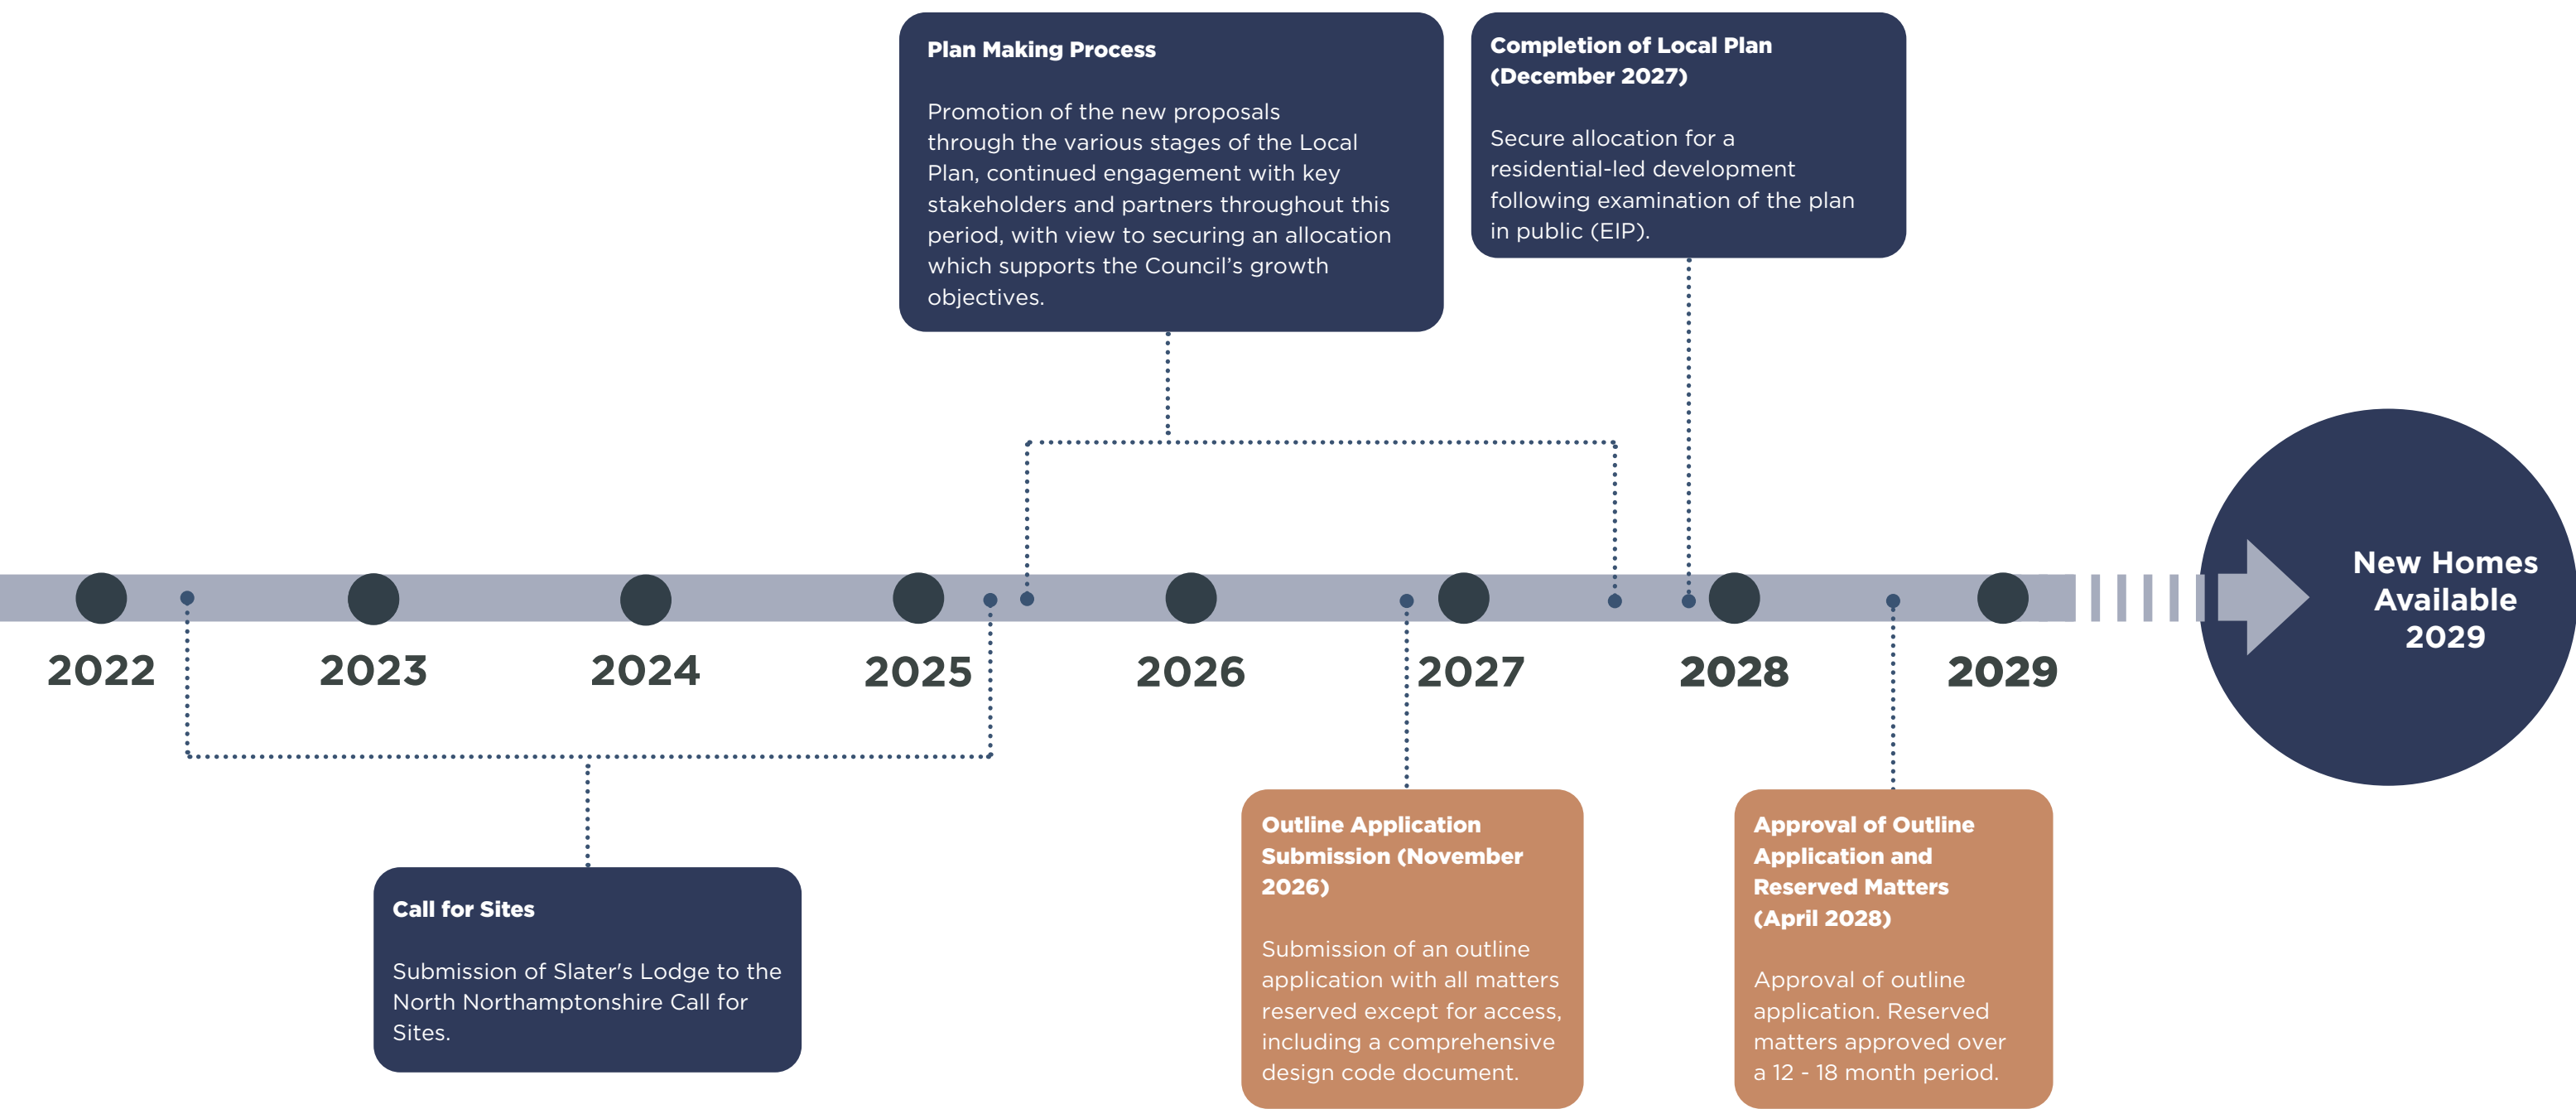 Plan Making Process
Promotion of the new proposals
through the various stages of the Local
Plan, continued engagement with key
stakeholders and partners throughout this
period, with view to securing an allocation
which supports the Council’s growth
objectives.
Completion of Local Plan
(December 2027)
Secure allocation for a
residential-led development
following examination of the plan
in public (EIP).
2022
2023
2024
2025
2026
2027
2028
2029
New Homes
Available
2029
Call for Sites
Submission of Slater's Lodge to the
North Northamptonshire Call for
Sites.
Outline Application
Submission (November
2026)
Submission of an outline
application with all matters
reserved except for access,
including a comprehensive
design code document.
Approval of Outline
Application and
Reserved Matters
(April 2028)
Approval of outline
application. Reserved
matters approved over
a 12 - 18 month period.